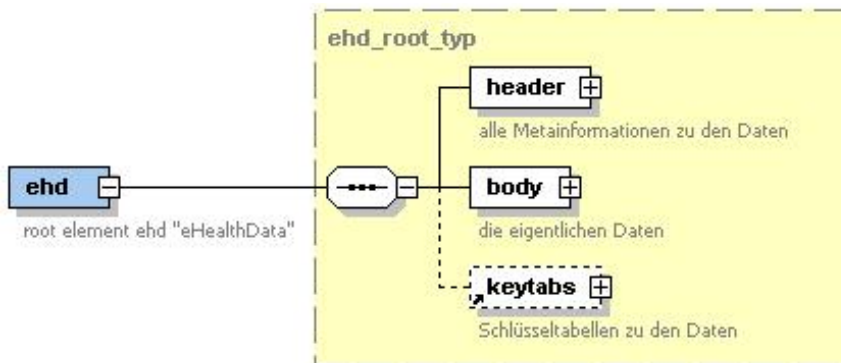 ehd_root_typ
header
alle Metainformationen zu den Daten
ehd
root element ehd "eHealthData"
body
die eigentlichen Daten
keytabs
Schlüsseltabellen zu den Daten